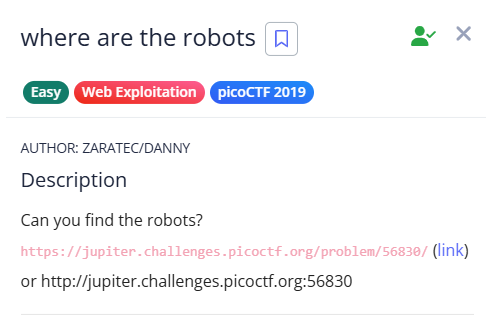 where are the robots
Easy Web Exploitation picoCTF 2019
AUTHOR: ZARATEC/DANNY
Description
Can you find the robots?
https://jupiter.challenges.picoctf.org/problem/56830/ (link)
or http://jupiter.challenges.picoctf.org:56830